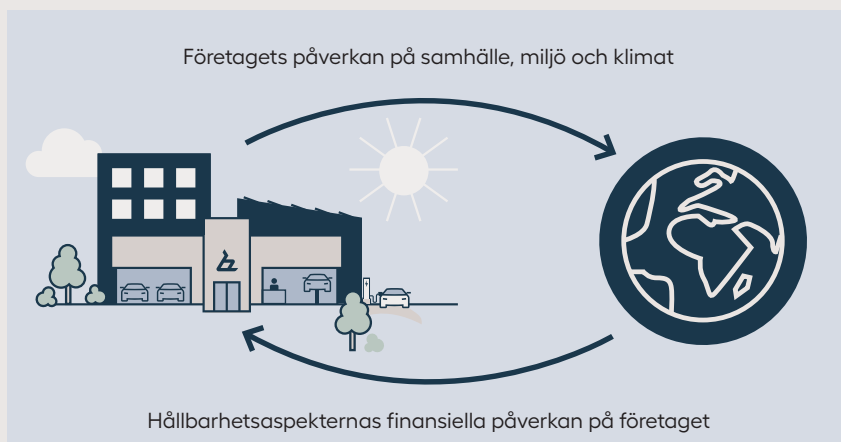 Företagets påverkan på samhälle, miljö och klimat
Hållbarhetsaspekternas finansiella påverkan på företaget